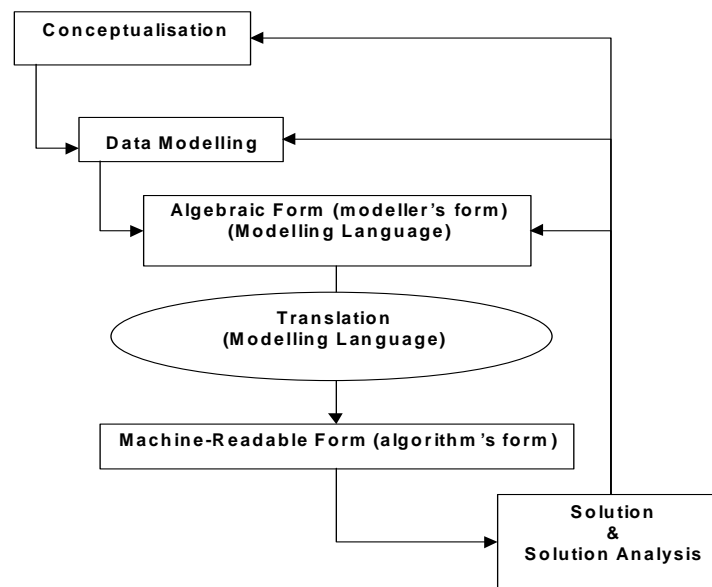 Conceptualisation
Data Modelling
Algebraic Form (modeller's form)
(Modelling Language)
Translation
(Modelling Language)
Machine-Readable Form (algorithm's form)
Solution
&
Solution Analysis